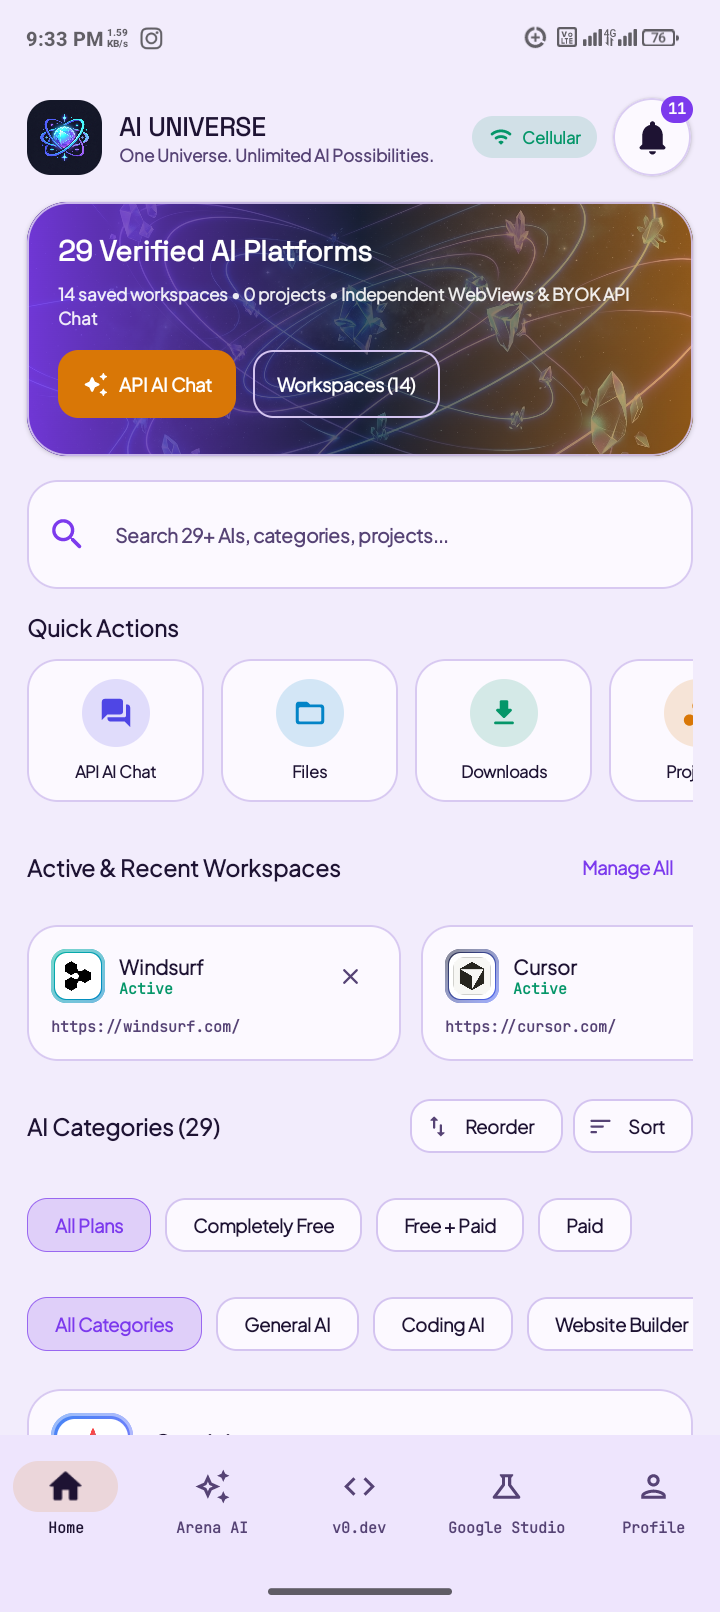 9:33 PM 1.59 KB/s
Vo LTE 4G 76
AI UNIVERSE
One Universe. Unlimited AI Possibilities.
Cellular
11
29 Verified AI Platforms
14 saved workspaces • 0 projects • Independent WebViews & BYOK API
Chat
API AI Chat
Workspaces (14)
Search 29+ AIs, categories, projects...
Quick Actions
API AI Chat
Files
Downloads
Proj
Active & Recent Workspaces
Manage All
Windsurf
Active
https://windsurf.com/
Cursor
Active
https://cursor.com/
AI Categories (29)
Reorder
Sort
All Plans
Completely Free
Free + Paid
Paid
All Categories
General AI
Coding AI
Website Builder
Home
Arena AI
v0.dev
Google Studio
Profile